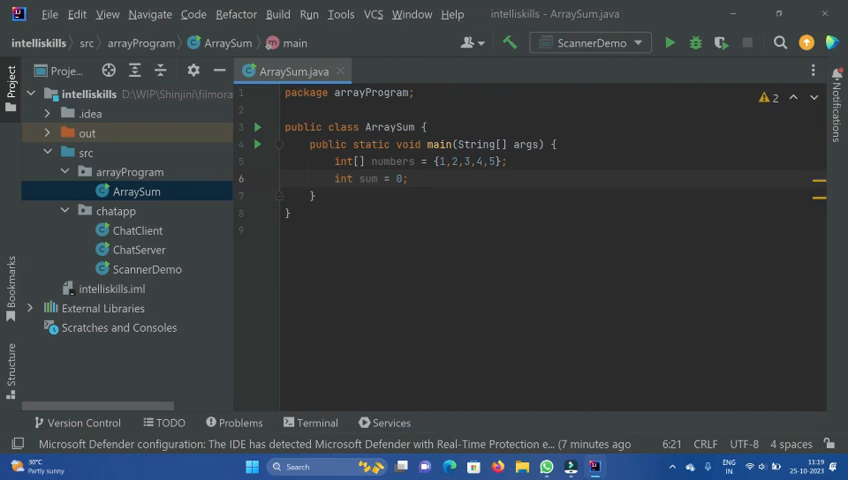 File Edit View Navigate Code Refactor Build Run Tools VCS Window Help intelliskills - ArraySum.java
intelliskills src arrayProgram ArraySum main ScannerDemo
Project
Proje...
ArraySum.java
Notifications
intelliskills D:\WIP\Shinjini\filmora
.idea
out
src
arrayProgram
ArraySum
chatapp
ChatClient
ChatServer
ScannerDemo
intelliskills.iml
External Libraries
Scratches and Consoles
1 package arrayProgram;
2
3 public class ArraySum {
4 public static void main(String[] args) {
5 int[] numbers = {1,2,3,4,5};
6 int sum = 0;
7 }
8 }
9
2
Bookmarks
Structure
Version Control TODO Problems Terminal Services
Microsoft Defender configuration: The IDE has detected Microsoft Defender with Real-Time Protection e... (7 minutes ago) 6:21 CRLF UTF-8 4 spaces
Partly sunny
Search
ENG
IN
11:19
25-10-2023